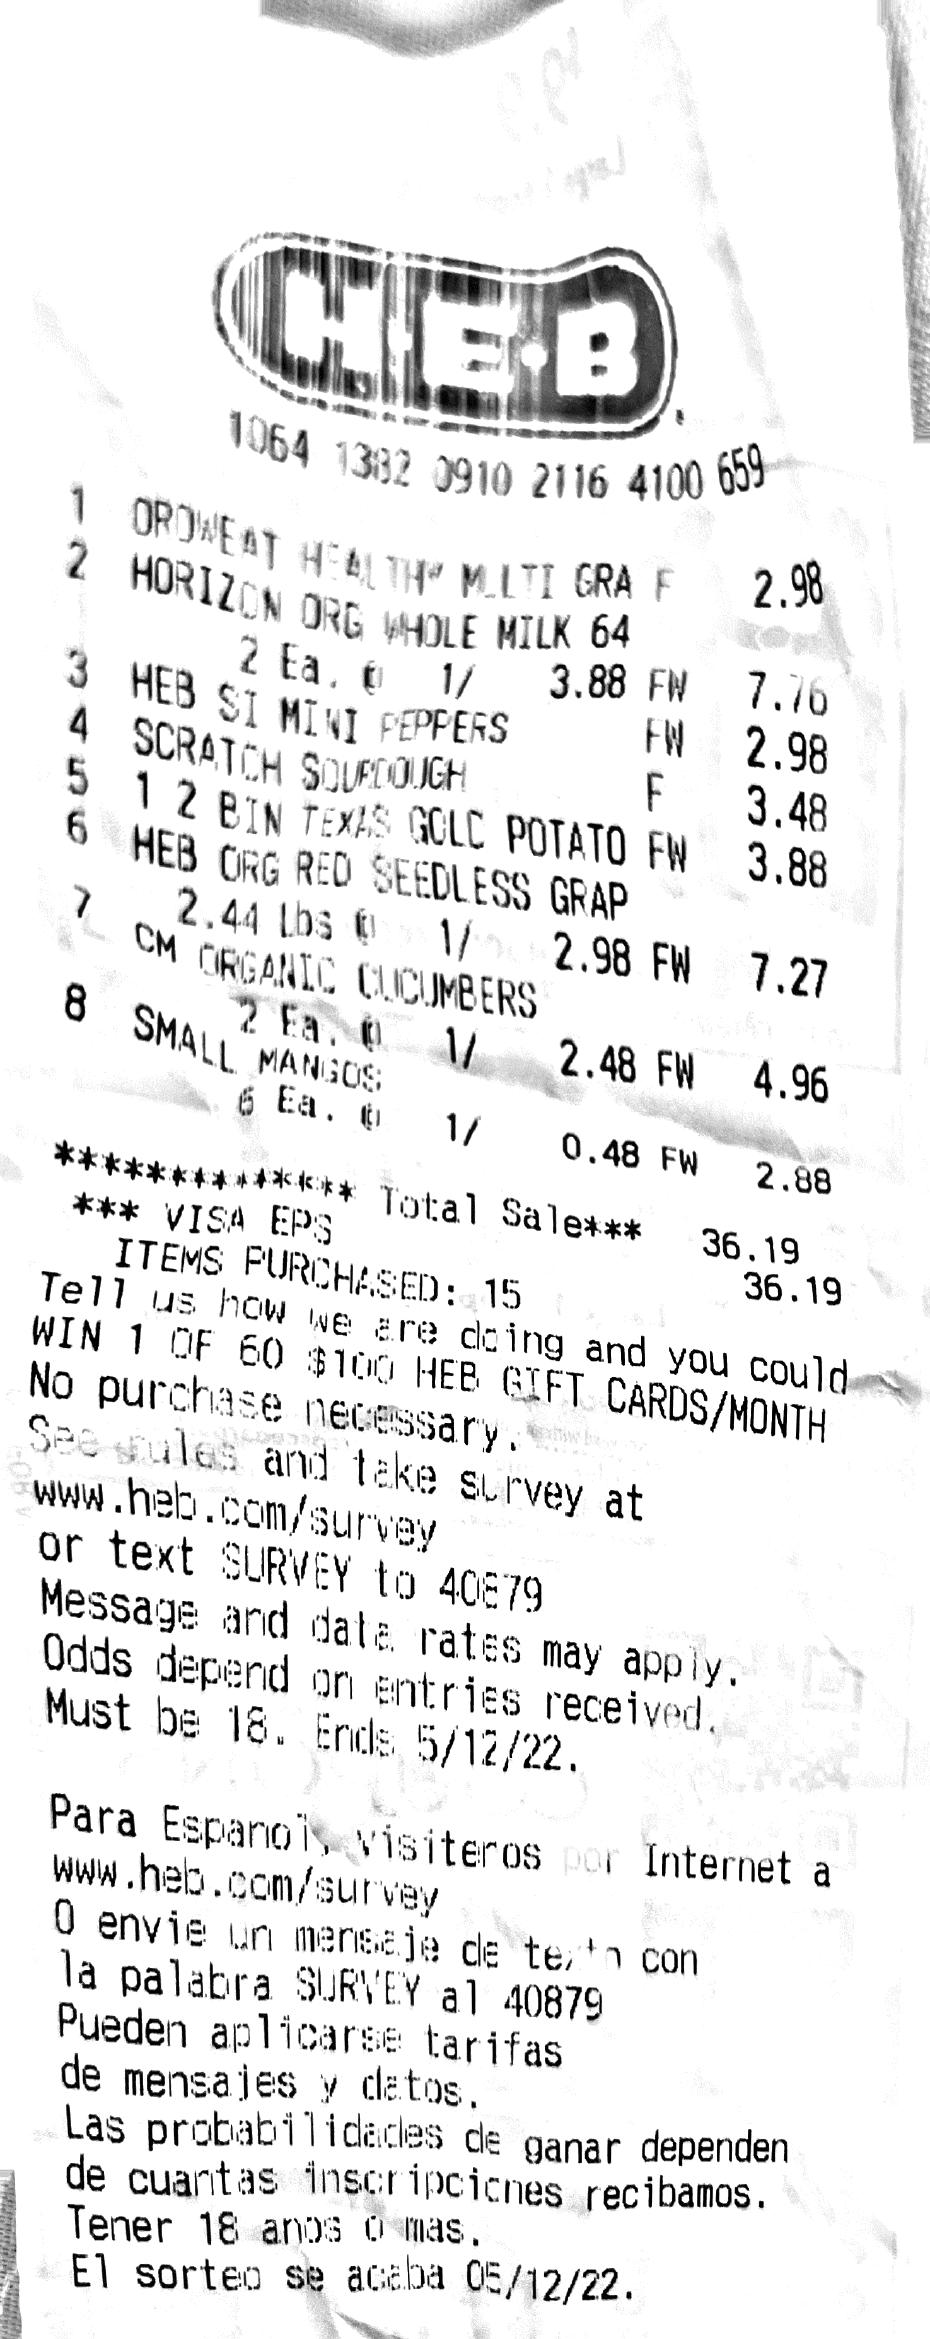 H-E-B
1064 1382 0910 2116 4100 659
1 OROWEAT HEALTHY MULTI GRA F 2.98
2 HORIZON ORG WHOLE MILK 64
2 Ea. @ 1/ 3.88 FW 7.76
3 HEB SI MINI PEPPERS FW 2.98
4 SCRATCH SOURDOUGH F 3.48
5 1 2 BIN TEXAS GOLD POTATO FW 3.88
6 HEB ORG RED SEEDLESS GRAP
2.44 Lbs @ 1/ 2.98 FW 7.27
7 CM ORGANIC CUCUMBERS
2 Ea. @ 1/ 2.48 FW 4.96
8 SMALL MANGOS
6 Ea. @ 1/ 0.48 FW 2.88
************** Total Sale*** 36.19
*** VISA EPS 36.19
ITEMS PURCHASED: 15
Tell us how we are doing and you could
WIN 1 OF 60 $100 HEB GIFT CARDS/MONTH
No purchase necessary.
See rules and take survey at
www.heb.com/survey
or text SURVEY to 40879
Message and data rates may apply.
Odds depend on entries received.
Must be 18. Ends 5/12/22.
Para Espanol, visiteros por Internet a
www.heb.com/survey
O envie un mensaje de texto con
la palabra SURVEY al 40879
Pueden aplicarse tarifas
de mensajes y datos.
Las probabilidades de ganar dependen
de cuantas inscripciones recibamos.
Tener 18 anos o mas.
El sorteo se acaba 05/12/22.